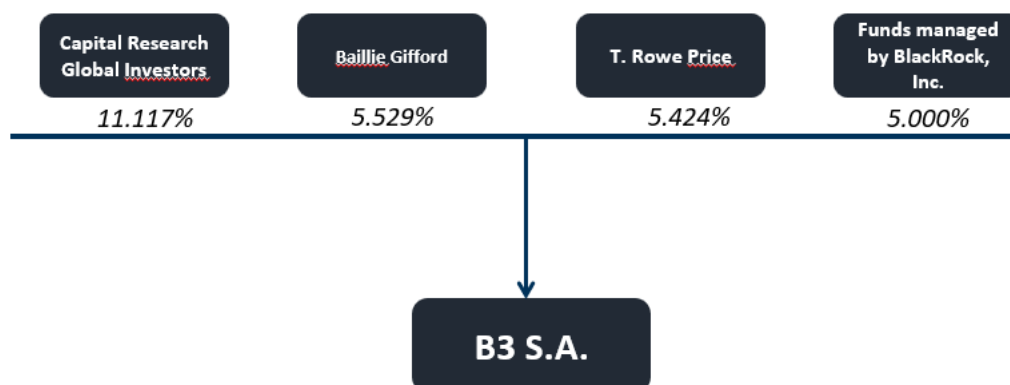 Capital Research
Global Investors
Baillie Gifford
T. Rowe Price
Funds managed
by BlackRock,
Inc.
11.117%
5.529%
5.424%
5.000%
B3 S.A.